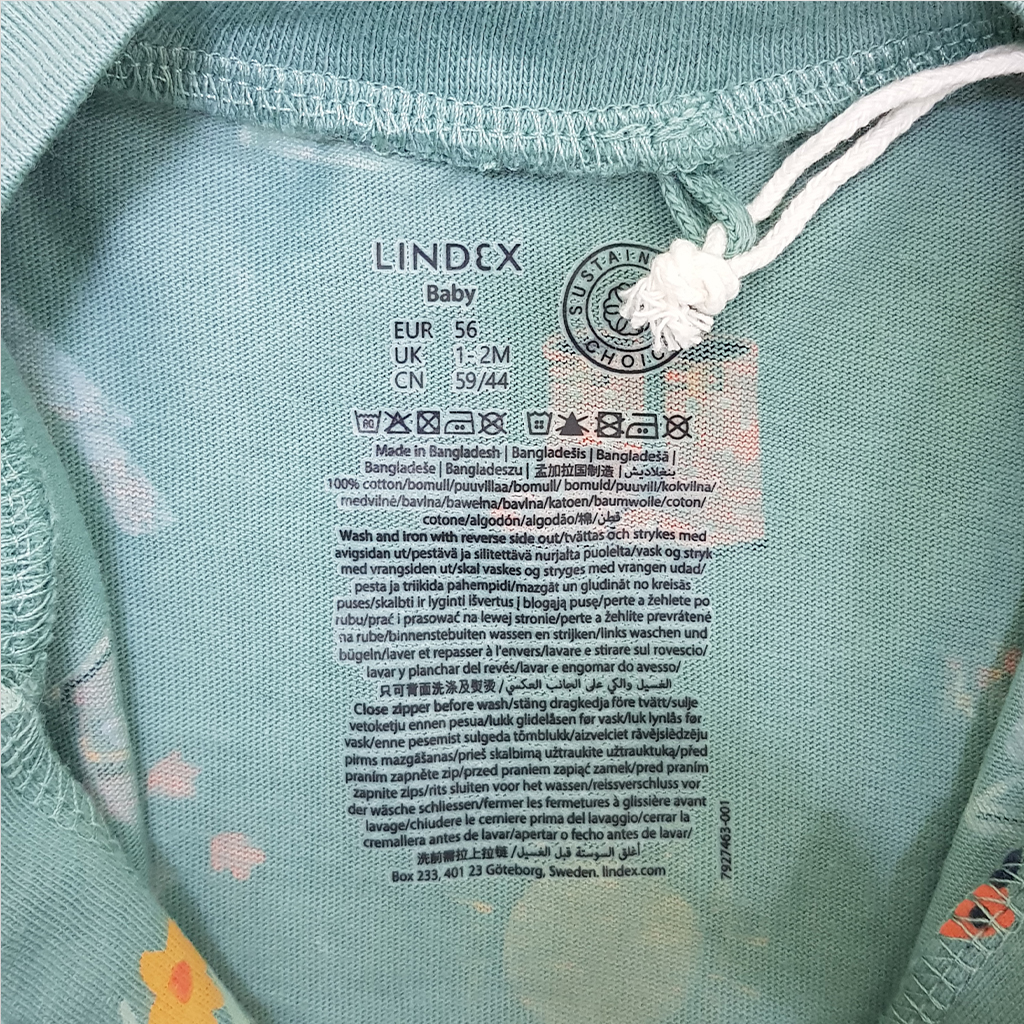 LINDEX
Baby
EUR 56
UK 1-2M
CN 59/44
SUSTAIN
CHOIC
Made in Bangladesh | Bangladešis | Bangladešā |
Bangladeše | Bangladeszu | 孟加拉国制造 | بنجلاديش
100% cotton/bomull/puuvillaa/bomull/ bomuld/puuvill/kokvilna/
medvilnė/bavlna/bawełna/bavlna/katoen/baumwolle/coton/
cotone/algodón/algodão/棉/قطن
Wash and iron with reverse side out/tvättas och strykes med
avigsidan ut/pestävä ja silitettävä nurjalta puolelta/vask og stryk
med vrangsiden ut/skal vaskes og stryges med vrangen udad/
pesta ja triikida pahempidi/mazgāt un gludināt no kreisās
puses/skalbti ir lyginti išvertus į blogąją pusę/perte a žehlete po
rubu/prać i prasować na lewej stronie/perte a žehlite prevrátené
na rube/binnenstebuiten wassen en strijken/links waschen und
bügeln/laver et repasser à l'envers/lavare e stirare sul rovescio/
lavar y planchar del revés/lavar e engomar do avesso/
只可背面洗涤及熨烫/الغسيل والكي على الجانب العكسي
Close zipper before wash/stäng dragkedja före tvätt/sulje
vetoketju ennen pesua/lukk glidelåsen før vask/luk lynlås før
vask/enne pesemist sulgeda tõmblukk/aizvelciet rāvējslēdzēju
pirms mazgāšanas/prieš skalbimą užtraukite užtrauktuką/před
praním zapněte zip/przed praniem zapiąć zamek/pred praním
zapnite zips/rits sluiten voor het wassen/reissverschluss vor
der wäsche schliessen/fermer les fermetures à glissière avant
lavage/chiudere le cerniere prima del lavaggio/cerrar la
cremallera antes de lavar/apertar o fecho antes de lavar/
洗前需拉上拉链/أغلق السوستة قبل الغسيل
Box 233, 401 23 Göteborg, Sweden. lindex.com
7927463-001